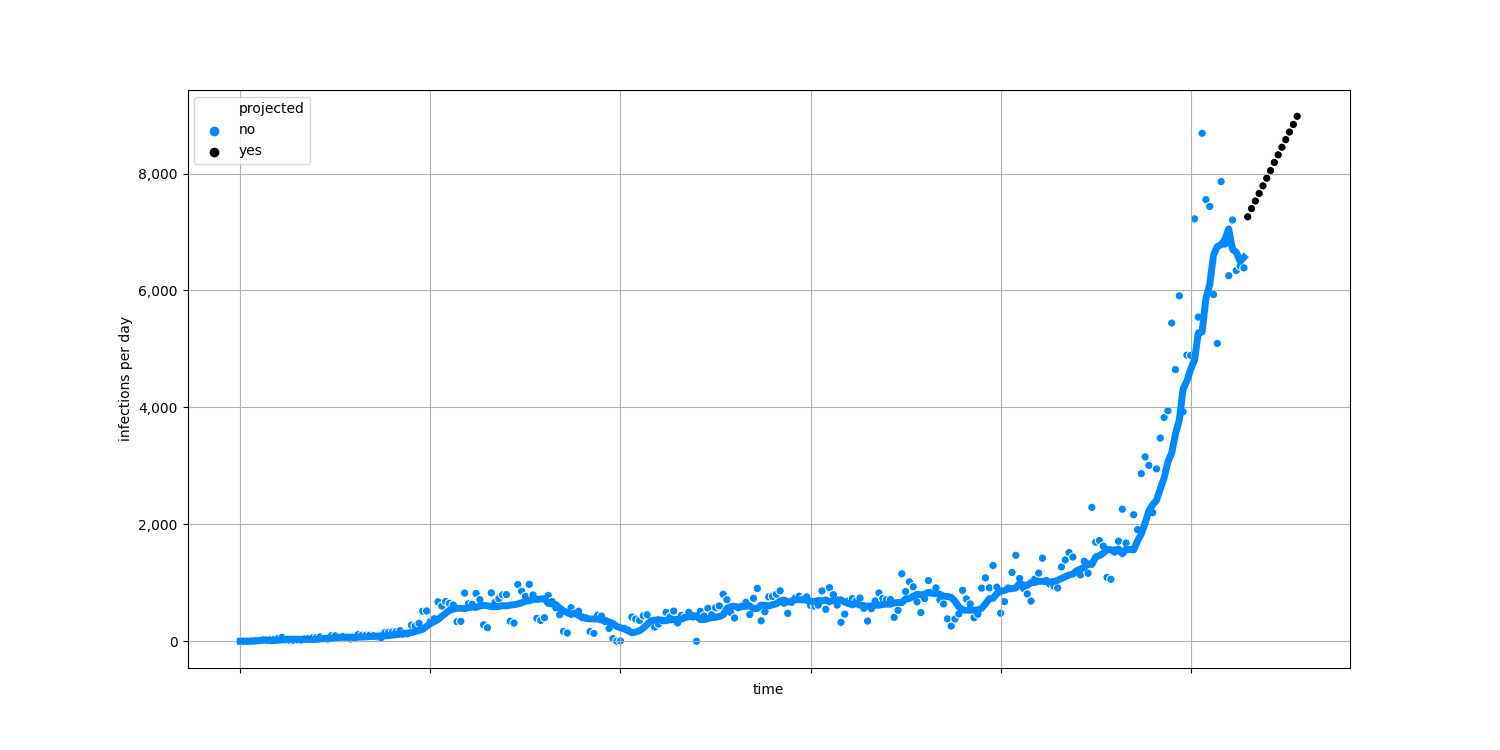 projected
no
yes
8,000
6,000
4,000
2,000
0
infections per day
time